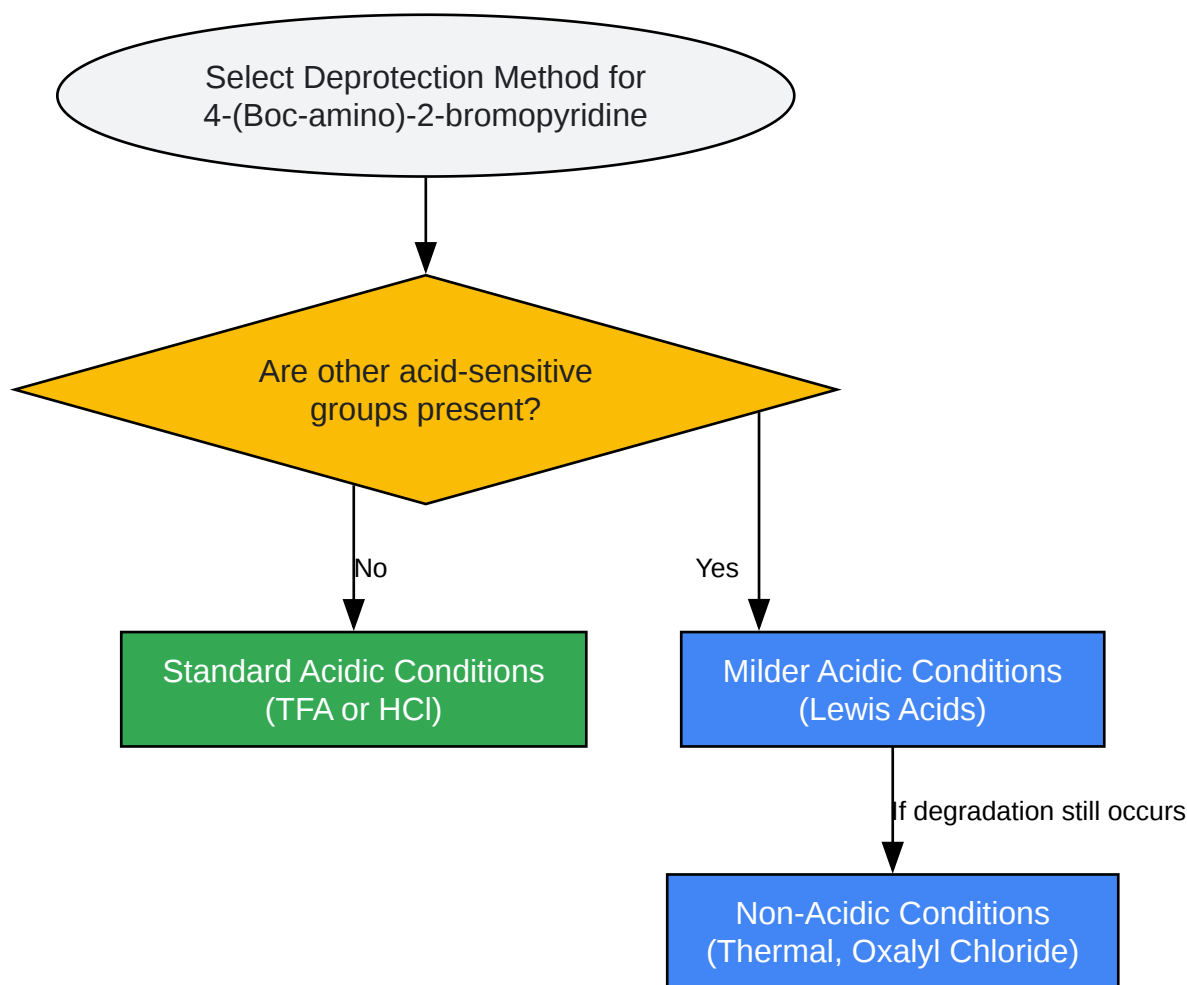 Select Deprotection Method for
4-(Boc-amino)-2-bromopyridine
Are other acid-sensitive
groups present?
No
Yes
Standard Acidic Conditions
(TFA or HCl)
Milder Acidic Conditions
(Lewis Acids)
If degradation still occurs
Non-Acidic Conditions
(Thermal, Oxalyl Chloride)